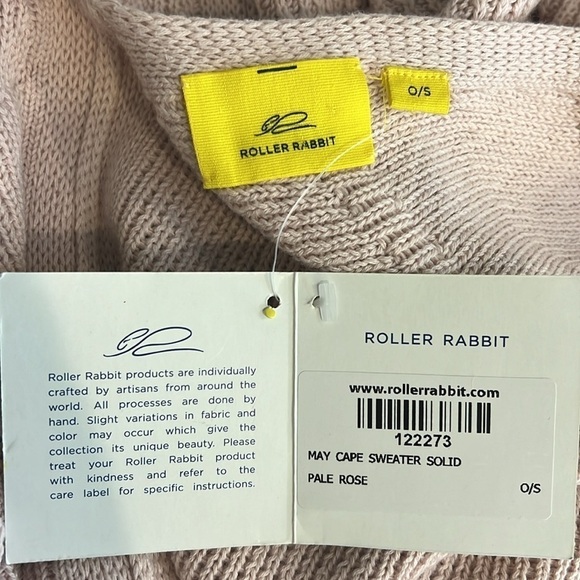 ROLLER RABBIT
O/S
Roller Rabbit products are individually
crafted by artisans from around the
world. All processes are done by
hand. Slight variations in fabric and
color may occur which give the
collection its unique beauty. Please
treat your Roller Rabbit product
with kindness and refer to the
care label for specific instructions.
ROLLER RABBIT
www.rollerrabbit.com
122273
MAY CAPE SWEATER SOLID
PALE ROSE
O/S